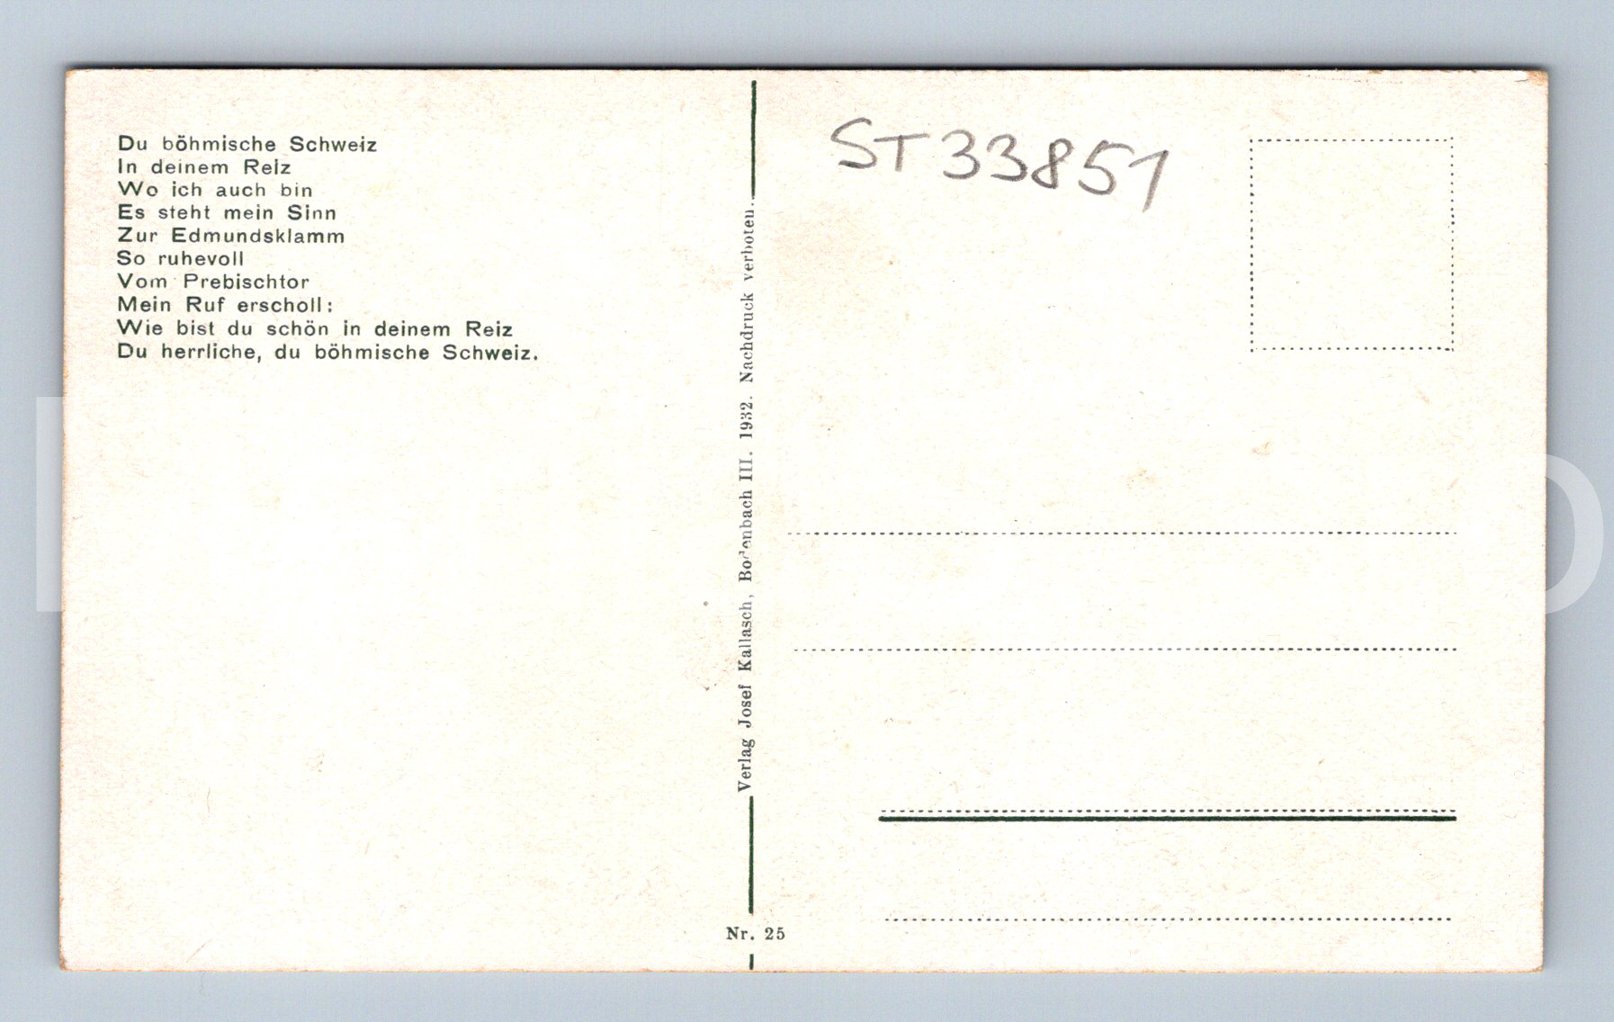 Du böhmische Schweiz
In deinem Reiz
Wo ich auch bin
Es steht mein Sinn
Zur Edmundsklamm
So ruhevoll
Vom Prebischtor
Mein Ruf erscholl:
Wie bist du schön in deinem Reiz
Du herrliche, du böhmische Schweiz.
Verlag Josef Kallasch, Bodenbach III. 1932. Nachdruck verboten.
Nr. 25
ST 33851